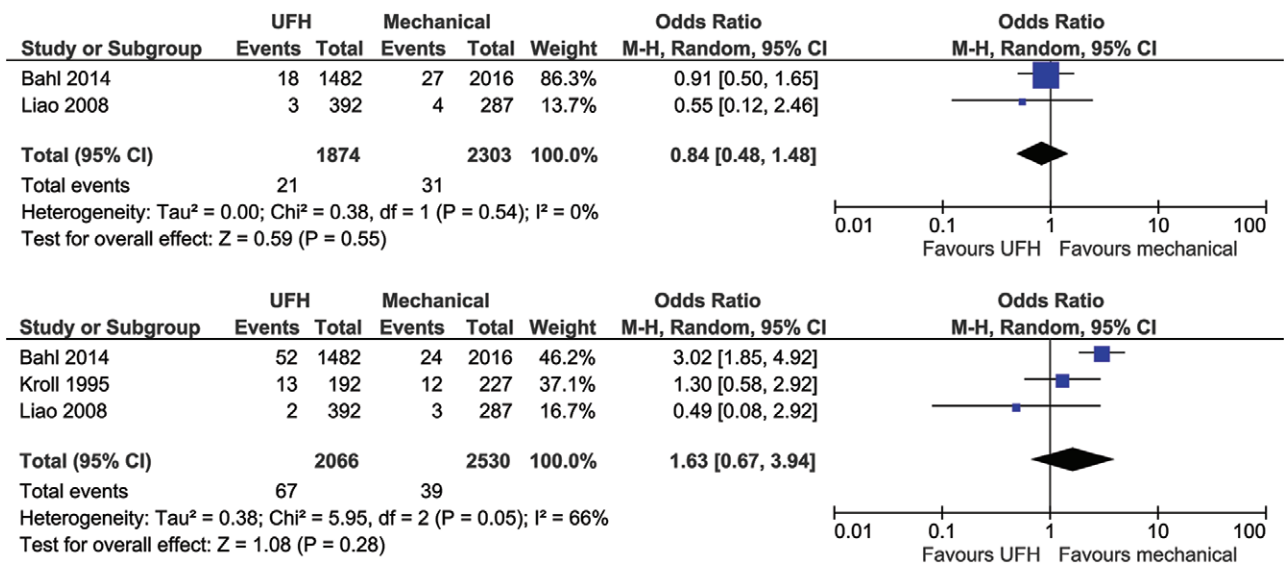 UFH Mechanical Odds Ratio Odds Ratio
Study or Subgroup Events Total Events Total Weight M-H, Random, 95% CI M-H, Random, 95% CI
Bahl 2014 18 1482 27 2016 86.3% 0.91 [0.50, 1.65]
Liao 2008 3 392 4 287 13.7% 0.55 [0.12, 2.46]
Total (95% CI) 1874 2303 100.0% 0.84 [0.48, 1.48]
Total events 21 31
Heterogeneity: Tau² = 0.00; Chi² = 0.38, df = 1 (P = 0.54); I² = 0%
Test for overall effect: Z = 0.59 (P = 0.55)
0.01 0.1 1 10 100
Favours UFH Favours mechanical
UFH Mechanical Odds Ratio Odds Ratio
Study or Subgroup Events Total Events Total Weight M-H, Random, 95% CI M-H, Random, 95% CI
Bahl 2014 52 1482 24 2016 46.2% 3.02 [1.85, 4.92]
Kroll 1995 13 192 12 227 37.1% 1.30 [0.58, 2.92]
Liao 2008 2 392 3 287 16.7% 0.49 [0.08, 2.92]
Total (95% CI) 2066 2530 100.0% 1.63 [0.67, 3.94]
Total events 67 39
Heterogeneity: Tau² = 0.38; Chi² = 5.95, df = 2 (P = 0.05); I² = 66%
Test for overall effect: Z = 1.08 (P = 0.28)
0.01 0.1 1 10 100
Favours UFH Favours mechanical